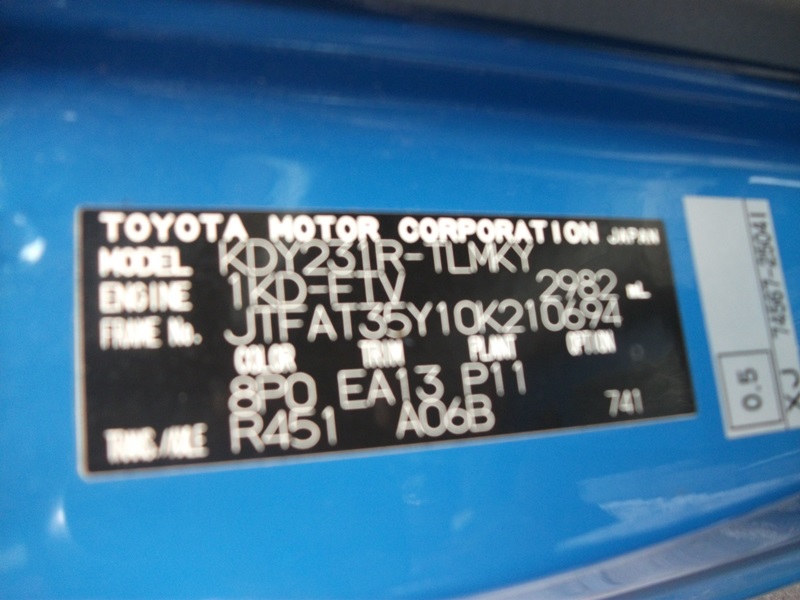 TOYOTA MOTOR CORPORATION JAPAN
MODEL KDY231R-TLMKY
ENGINE 1KD-FTV 2982 mL
FRAME No. JTFAT35Y10K210694
COLOR TRIM PLANT OPTION
8P0 EA13 P11
TRANS/AXLE R451 A06B 741
74567-25041
0.5 XJ